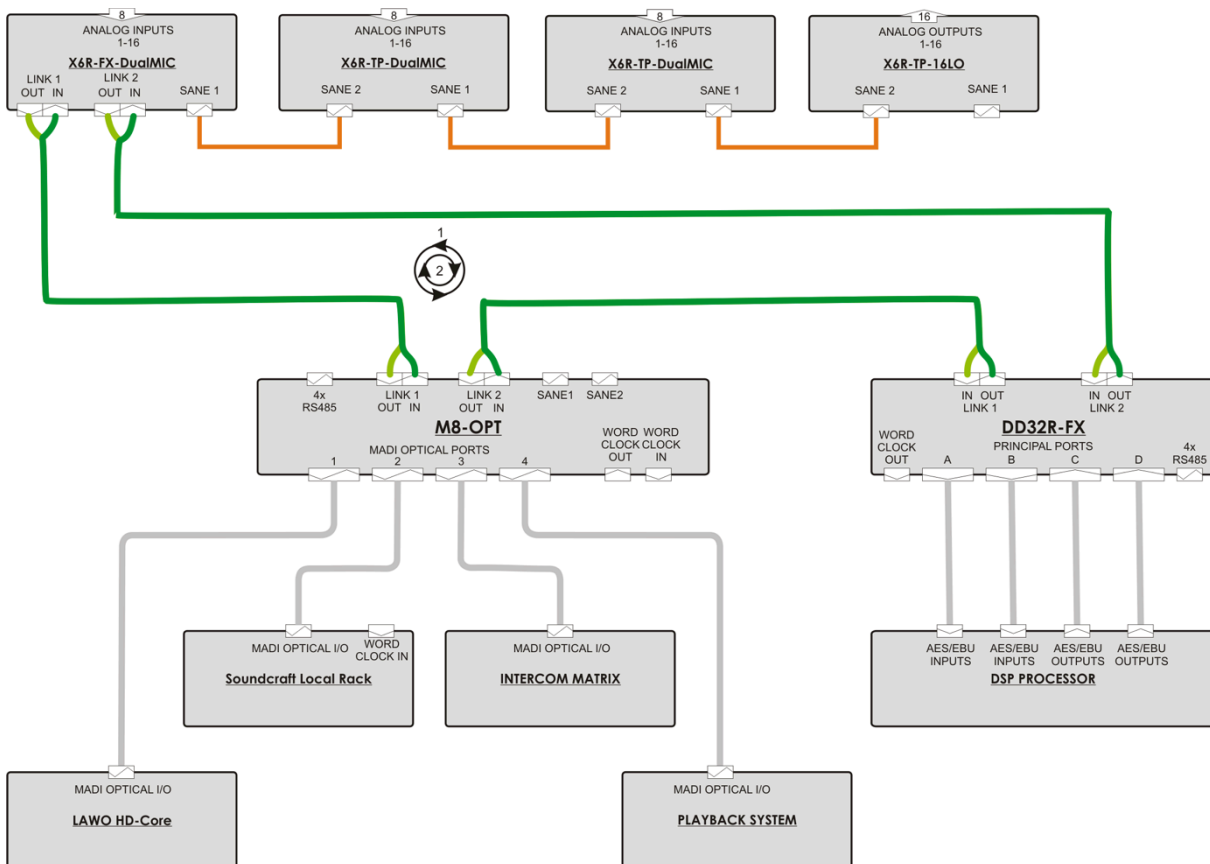 8
ANALOG INPUTS
1-16
X6R-FX-DualMIC
LINK 1
OUT IN
LINK 2
OUT IN
SANE 1
8
ANALOG INPUTS
1-16
X6R-TP-DualMIC
SANE 2
SANE 1
8
ANALOG INPUTS
1-16
X6R-TP-DualMIC
SANE 2
SANE 1
16
ANALOG OUTPUTS
1-16
X6R-TP-16LO
SANE 2
SANE 1
1
2
4x
RS485
LINK 1
OUT IN
LINK 2
OUT IN
SANE1
SANE2
M8-OPT
MADI OPTICAL PORTS
1
2
3
4
WORD
CLOCK
OUT
WORD
CLOCK
IN
IN OUT
LINK 1
IN OUT
LINK 2
DD32R-FX
PRINCIPAL PORTS
WORD
CLOCK
OUT
A
B
C
D
4x
RS485
MADI OPTICAL I/O
WORD
CLOCK IN
Soundcraft Local Rack
MADI OPTICAL I/O
INTERCOM MATRIX
AES/EBU
INPUTS
AES/EBU
INPUTS
AES/EBU
OUTPUTS
AES/EBU
OUTPUTS
DSP PROCESSOR
MADI OPTICAL I/O
LAWO HD-Core
MADI OPTICAL I/O
PLAYBACK SYSTEM